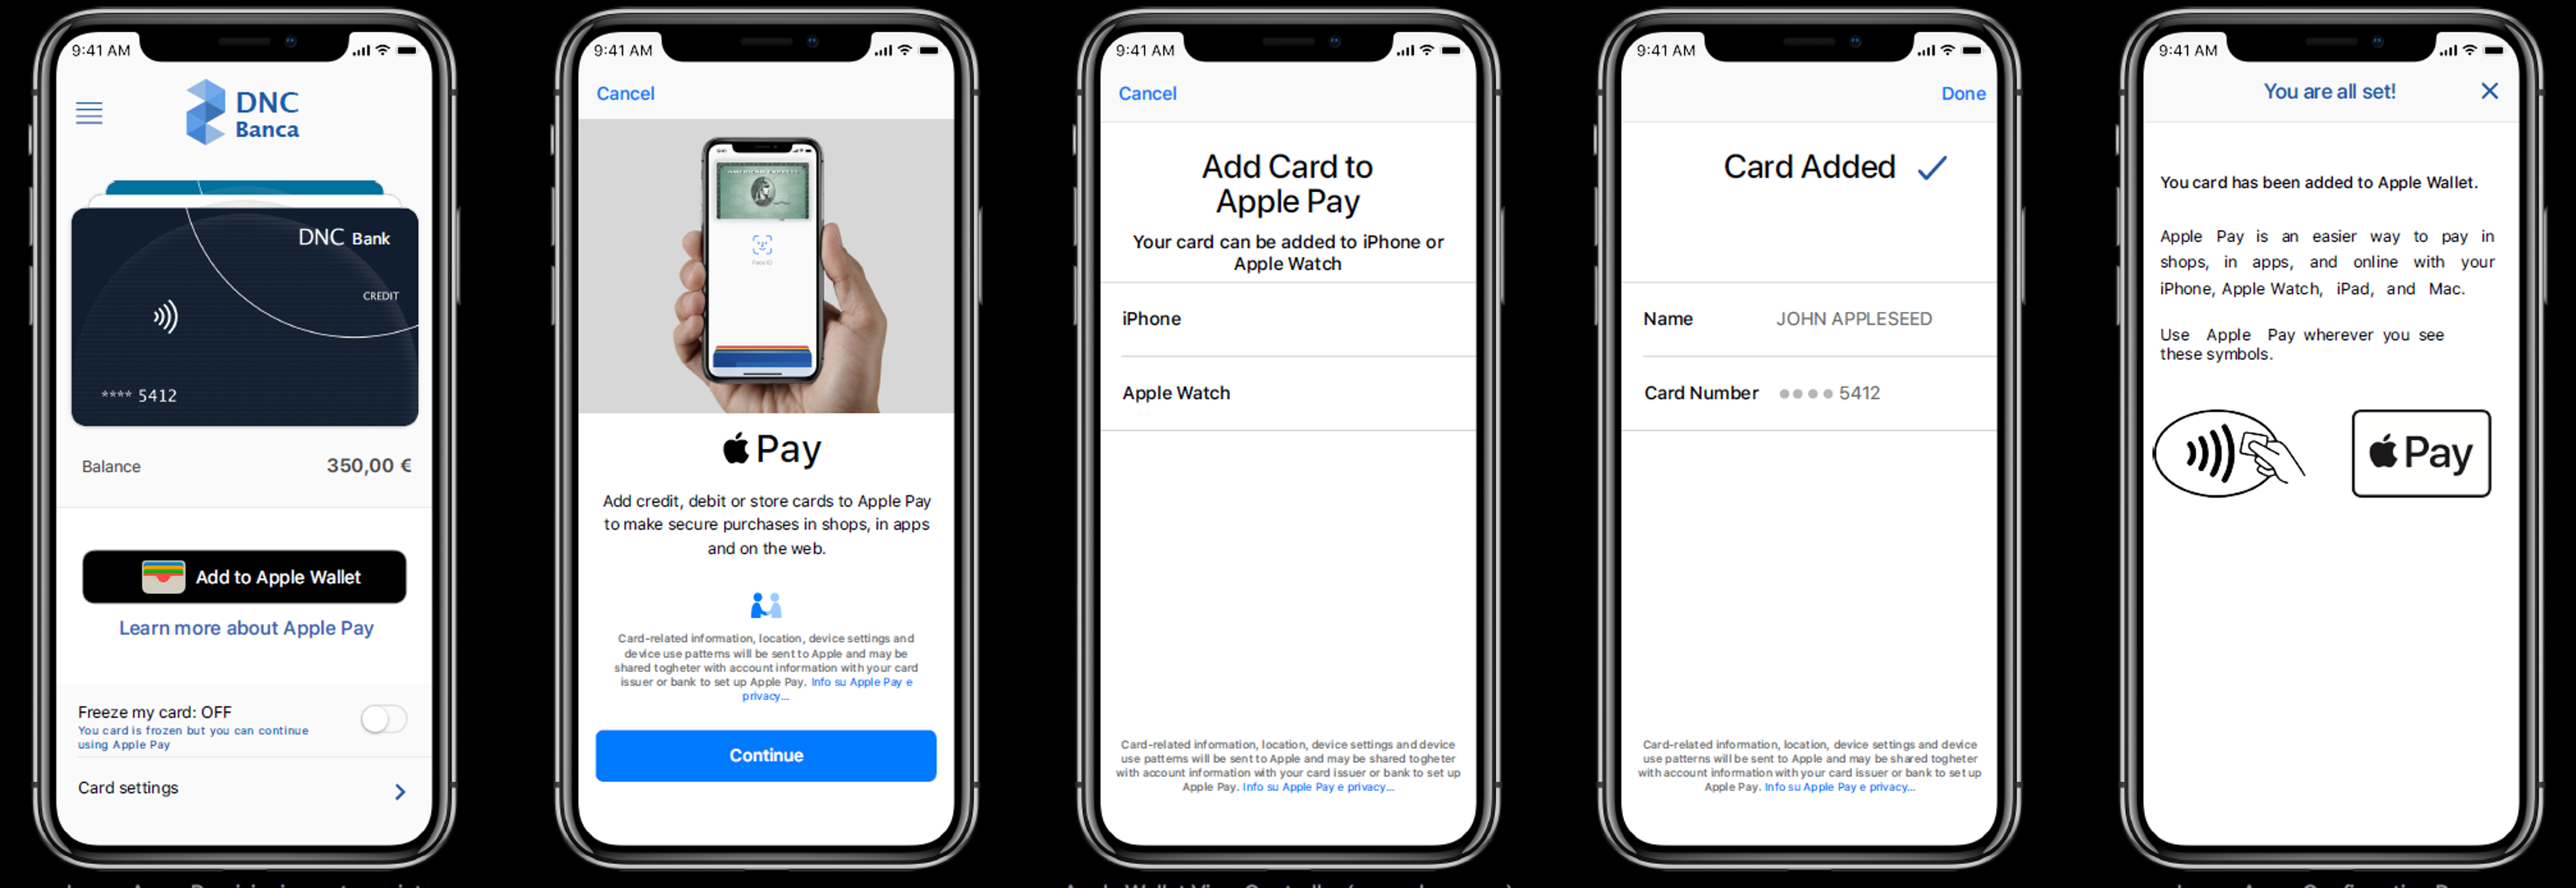 9:41 AM
DNC
Banca
DNC Bank
CREDIT
**** 5412
Balance 350,00 €
Add to Apple Wallet
Learn more about Apple Pay
Freeze my card: OFF
You card is frozen but you can continue
using Apple Pay
Card settings
9:41 AM
Cancel
AMERICAN EXPRESS
Face ID
Pay
Add credit, debit or store cards to Apple Pay
to make secure purchases in shops, in apps
and on the web.
Card-related information, location, device settings and
device use patterns will be sent to Apple and may be
shared togheter with account information with your card
issuer or bank to set up Apple Pay. Info su Apple Pay e
privacy...
Continue
9:41 AM
Cancel
Add Card to
Apple Pay
Your card can be added to iPhone or
Apple Watch
iPhone
Apple Watch
Card-related information, location, device settings and device
use patterns will be sent to Apple and may be shared togheter
with account information with your card issuer or bank to set up
Apple Pay. Info su Apple Pay e privacy...
9:41 AM
Done
Card Added
Name JOHN APPLESEED
Card Number •••• 5412
Card-related information, location, device settings and device
use patterns will be sent to Apple and may be shared togheter
with account information with your card issuer or bank to set up
Apple Pay. Info su Apple Pay e privacy...
9:41 AM
You are all set!
You card has been added to Apple Wallet.
Apple Pay is an easier way to pay in
shops, in apps, and online with your
iPhone, Apple Watch, iPad, and Mac.
Use Apple Pay wherever you see
these symbols.
Pay